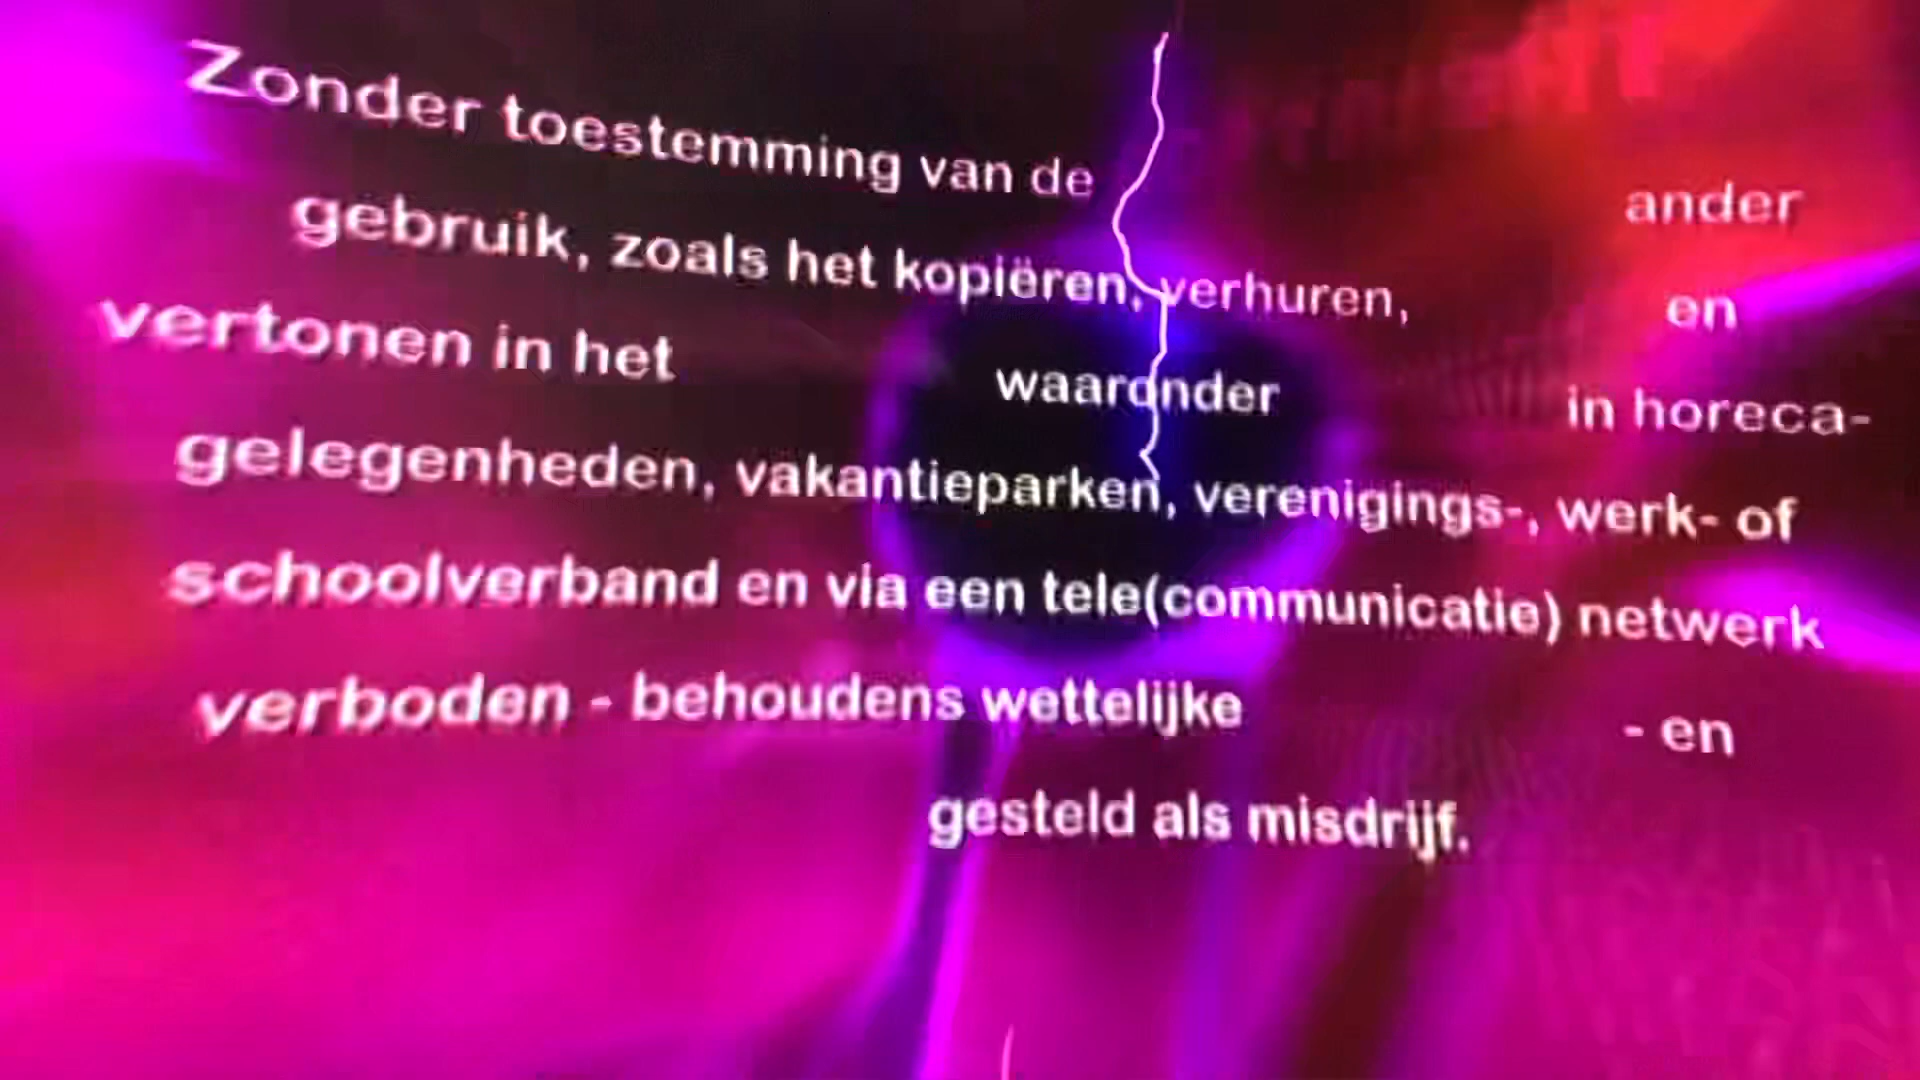 Zonder toestemming van de ander
gebruik, zoals het kopiëren, verhuren, en
vertonen in het waaronder in horeca-
gelegenheden, vakantieparken, verenigings-, werk- of
schoolverband en via een tele(communicatie) netwerk
verboden - behoudens wettelijke - en
gesteld als misdrijf.